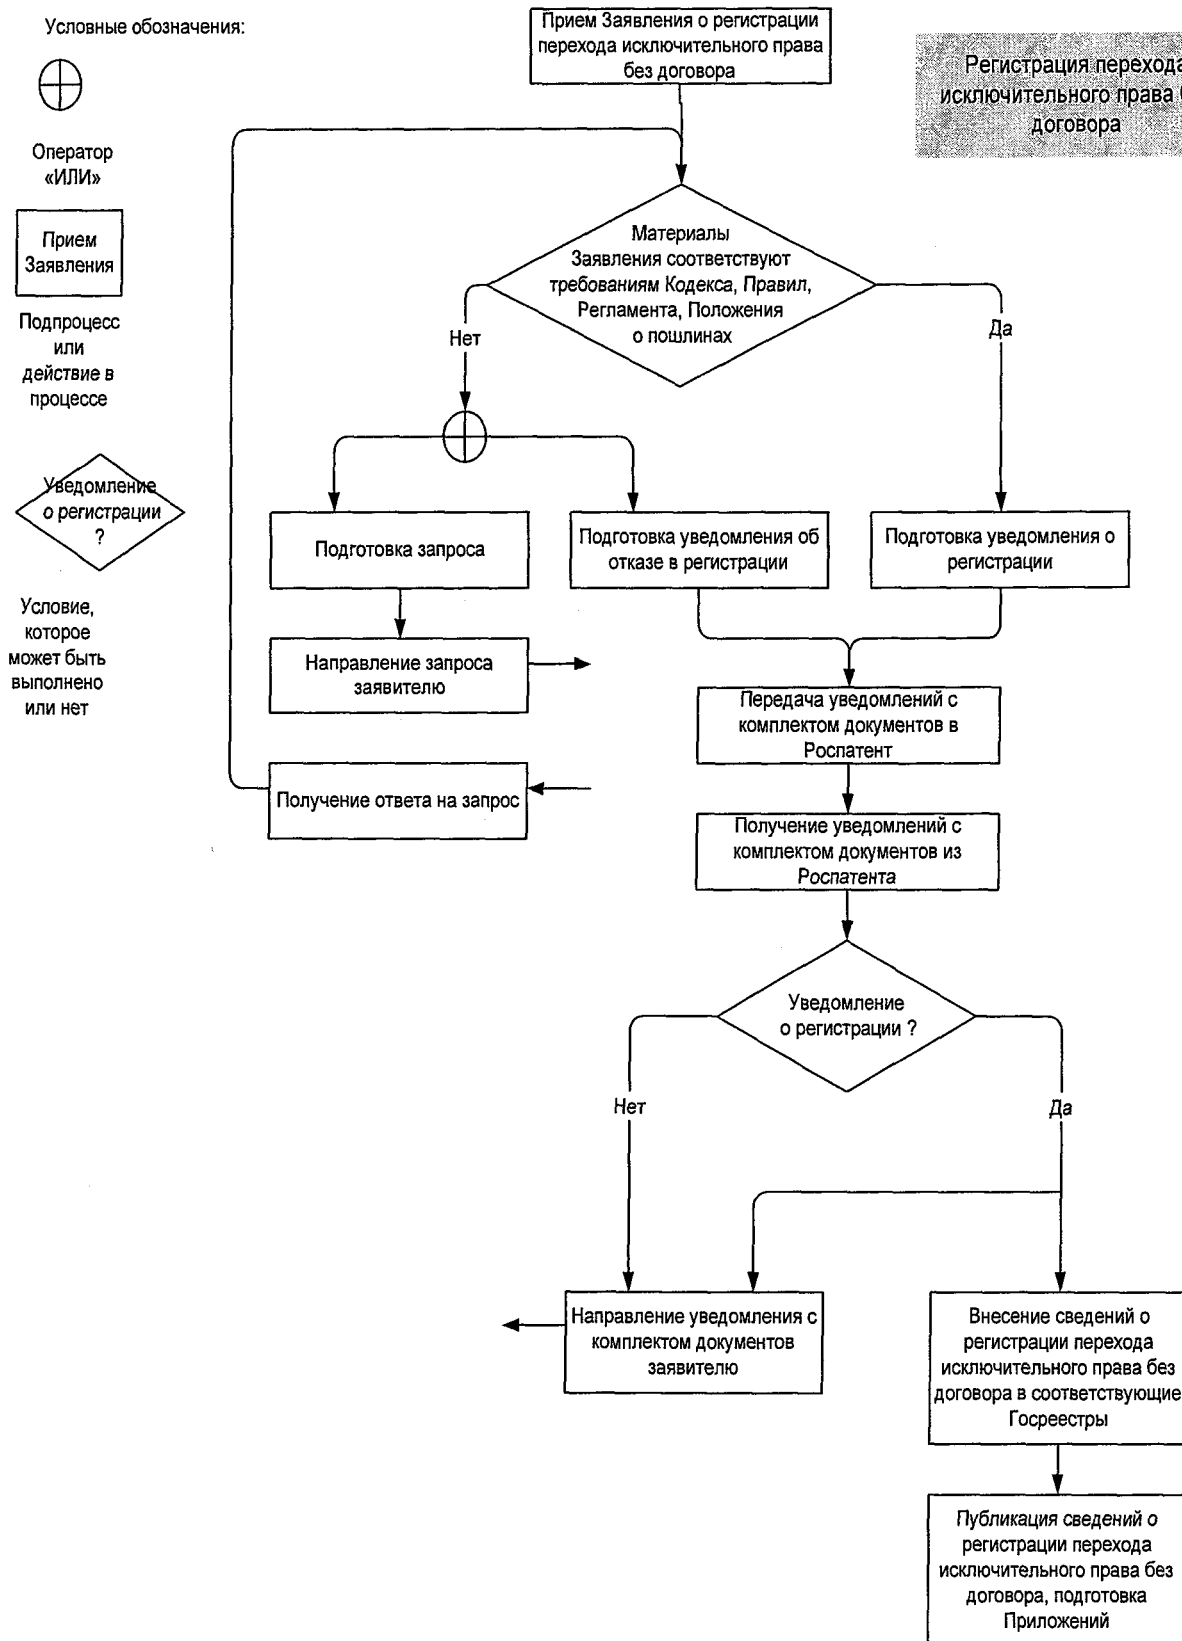 Условные обозначения:
Оператор
«ИЛИ»
Прием
Заявления
Подпроцесс
или
действие в
процессе
Уведомление
о регистрации
?
Условие,
которое
может быть
выполнено
или нет
Прием Заявления о регистрации
перехода исключительного права
без договора
Регистрация перехода
исключительного права
договора
Материалы
Заявления соответствуют
требованиям Кодекса, Правил,
Регламента, Положения
о пошлинах
Нет
Да
Подготовка запроса
Подготовка уведомления об
отказе в регистрации
Подготовка уведомления о
регистрации
Направление запроса
заявителю
Передача уведомлений с
комплектом документов в
Роспатент
Получение ответа на запрос
Получение уведомлений с
комплектом документов из
Роспатента
Уведомление
о регистрации ?
Нет
Да
Направление уведомления с
комплектом документов
заявителю
Внесение сведений о
регистрации перехода
исключительного права без
договора в соответствующие
Госреестры
Публикация сведений о
регистрации перехода
исключительного права без
договора, подготовка
Приложений